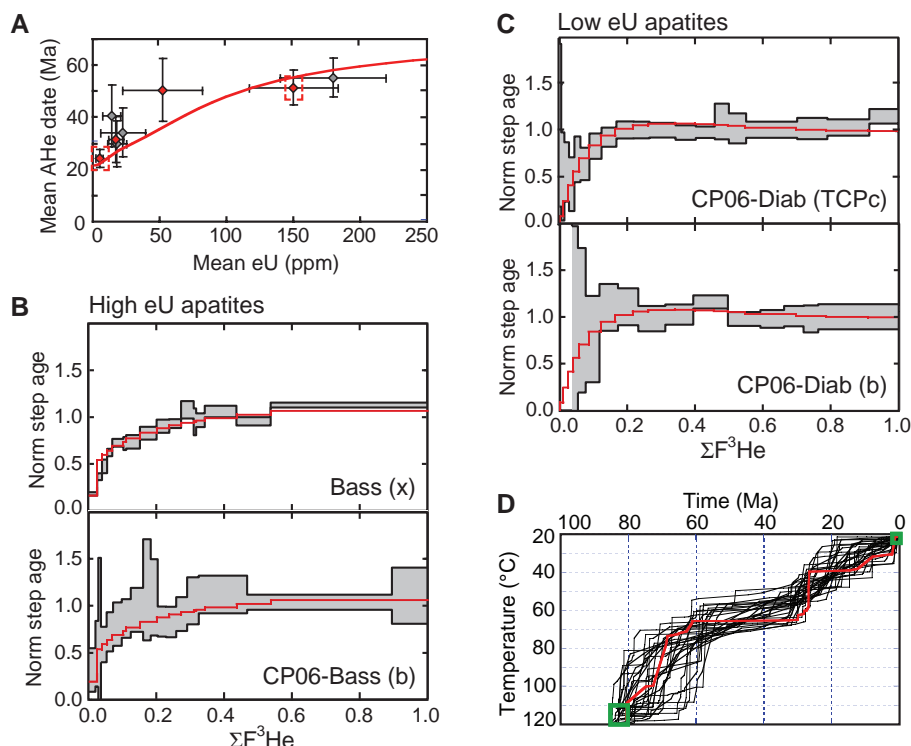 A
Mean AHe date (Ma)
60
40
20
0
0 50 100 150 200 250
Mean eU (ppm)
B High eU apatites
Norm step age
1.5
1.0
0.5
0.0
Bass (x)
Norm step age
1.5
1.0
0.5
0.0
CP06-Bass (b)
0.0 0.2 0.4 0.6 0.8 1.0
ΣF³He
C Low eU apatites
Norm step age
1.5
1.0
0.5
0.0
CP06-Diab (TCPc)
Norm step age
1.5
1.0
0.5
0.0
CP06-Diab (b)
0.0 0.2 0.4 0.6 0.8 1.0
ΣF³He
D
Time (Ma)
100 80 60 40 20 0
Temperature (°C)
20
40
60
80
100
120